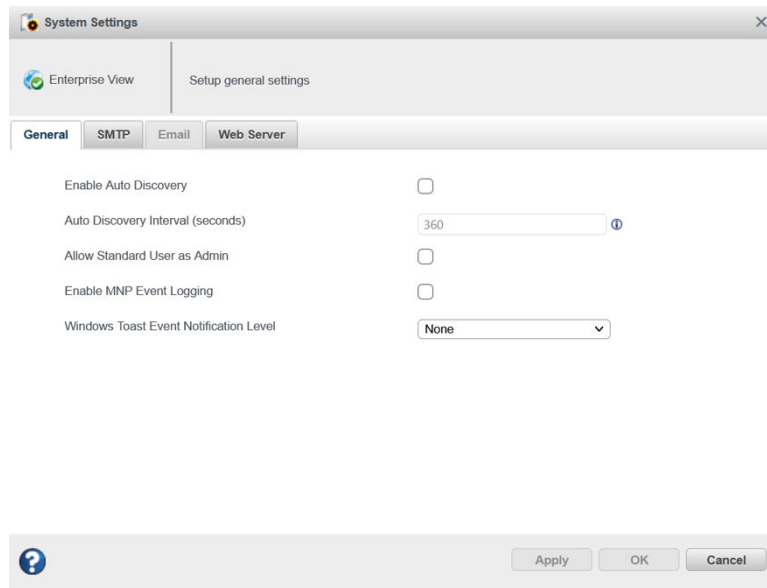 System Settings
Enterprise View
Setup general settings
General
SMTP
Email
Web Server
Enable Auto Discovery
Auto Discovery Interval (seconds)
360
Allow Standard User as Admin
Enable MNP Event Logging
Windows Toast Event Notification Level
None
Apply
OK
Cancel